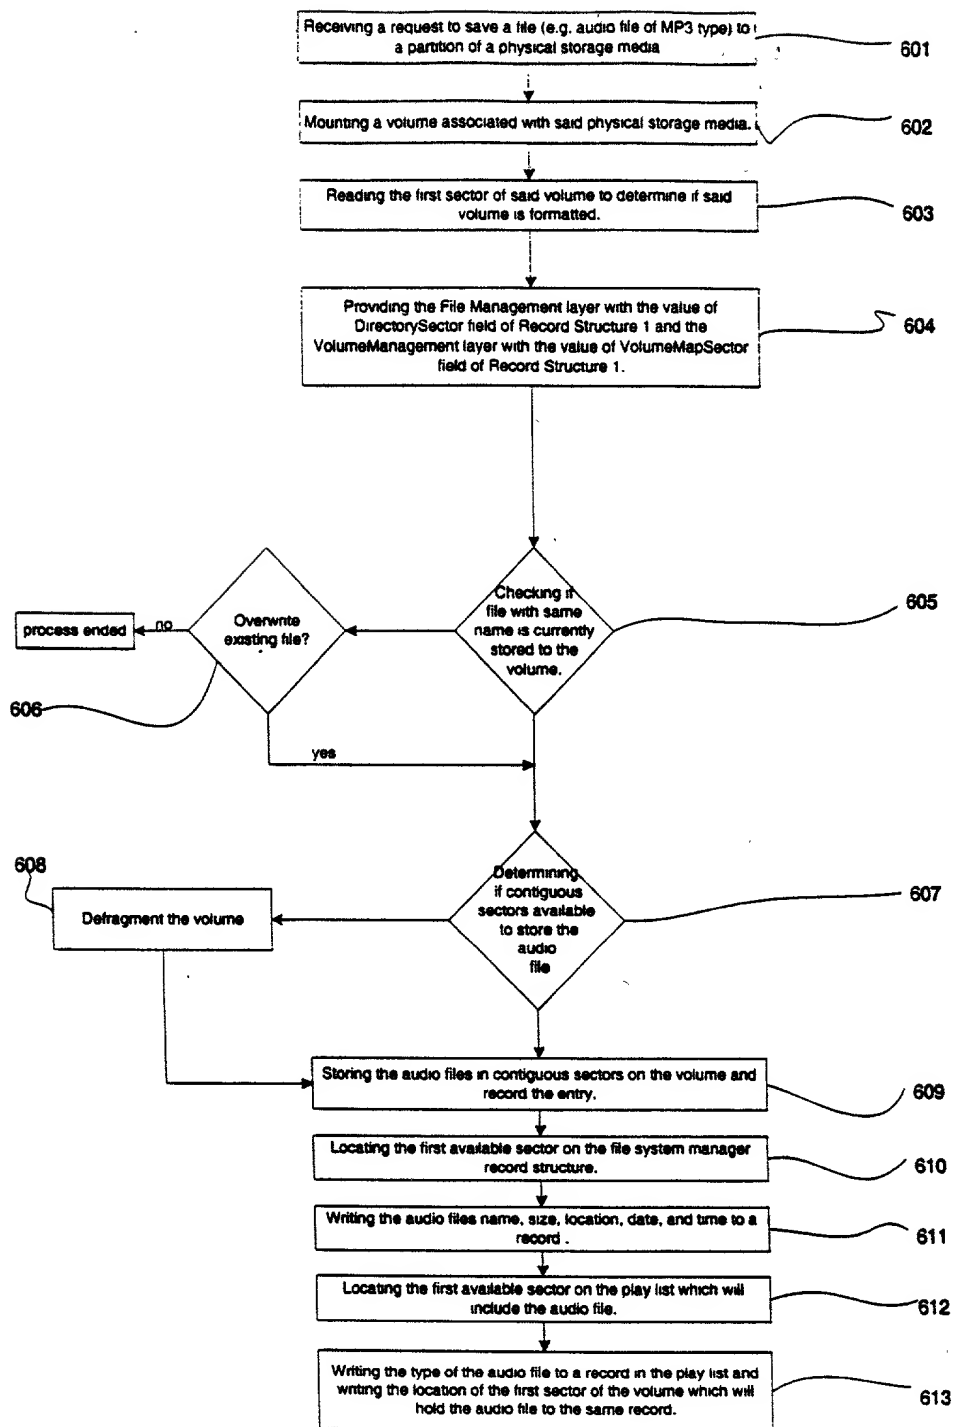 Receiving a request to save a file (e.g. audio file of MP3 type) to
a partition of a physical storage media
601
Mounting a volume associated with said physical storage media.
602
Reading the first sector of said volume to determine if said
volume is formatted.
603
Providing the File Management layer with the value of
DirectorySector field of Record Structure 1 and the
VolumeManagement layer with the value of VolumeMapSector
field of Record Structure 1.
604
Checking if
file with same
name is currently
stored to the
volume.
605
Overwrite
existing file?
no
process ended
606
yes
Determining
if contiguous
sectors available
to store the
audio
file
607
608
Defragment the volume
Storing the audio files in contiguous sectors on the volume and
record the entry.
609
Locating the first available sector on the file system manager
record structure.
610
Writing the audio files name, size, location, date, and time to a
record .
611
Locating the first available sector on the play list which will
include the audio file.
612
Writing the type of the audio file to a record in the play list and
writing the location of the first sector of the volume which will
hold the audio file to the same record.
613